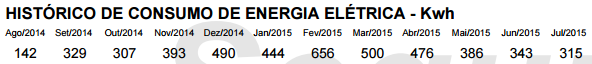 HISTÓRICO DE CONSUMO DE ENERGIA ELÉTRICA - Kwh
Ago/2014 Set/2014 Out/2014 Nov/2014 Dez/2014 Jan/2015 Fev/2015 Mar/2015 Abr/2015 Mai/2015 Jun/2015 Jul/2015
142 329 307 393 490 444 656 500 476 386 343 315